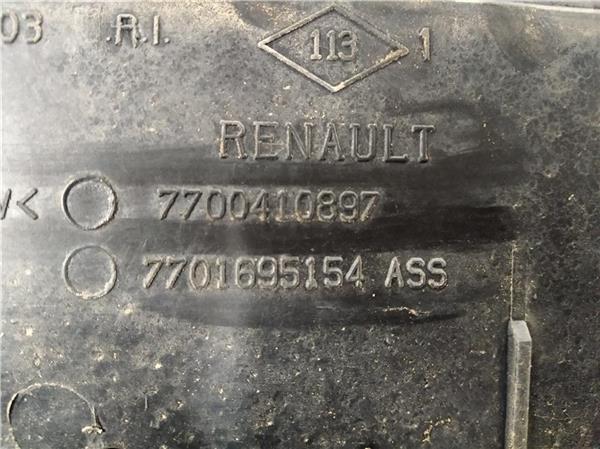 03 .R.I. 113 1
RENAULT
7700410897
7701695154 ASS